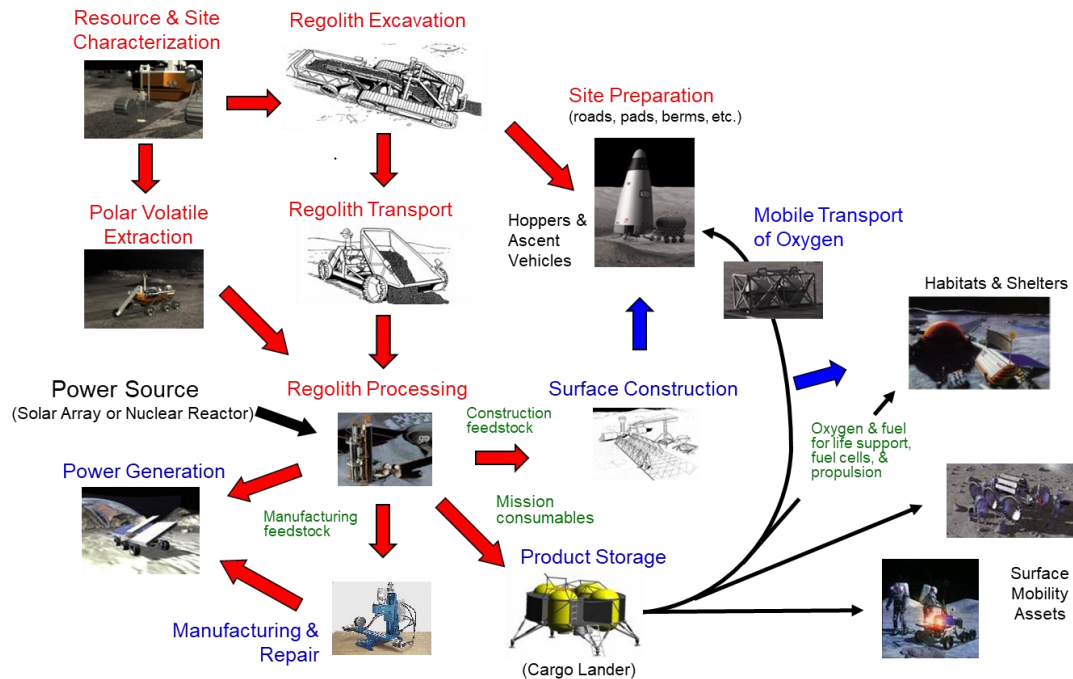 Resource & Site
Characterization
Regolith Excavation
Site Preparation
(roads, pads, berms, etc.)
Polar Volatile
Extraction
Regolith Transport
Hoppers &
Ascent
Vehicles
Mobile Transport
of Oxygen
Habitats & Shelters
Power Source
(Solar Array or Nuclear Reactor)
Regolith Processing
Construction
feedstock
Surface Construction
Oxygen & fuel
for life support,
fuel cells, &
propulsion
Power Generation
Manufacturing
feedstock
Mission
consumables
Product Storage
(Cargo Lander)
Manufacturing &
Repair
Surface
Mobility
Assets